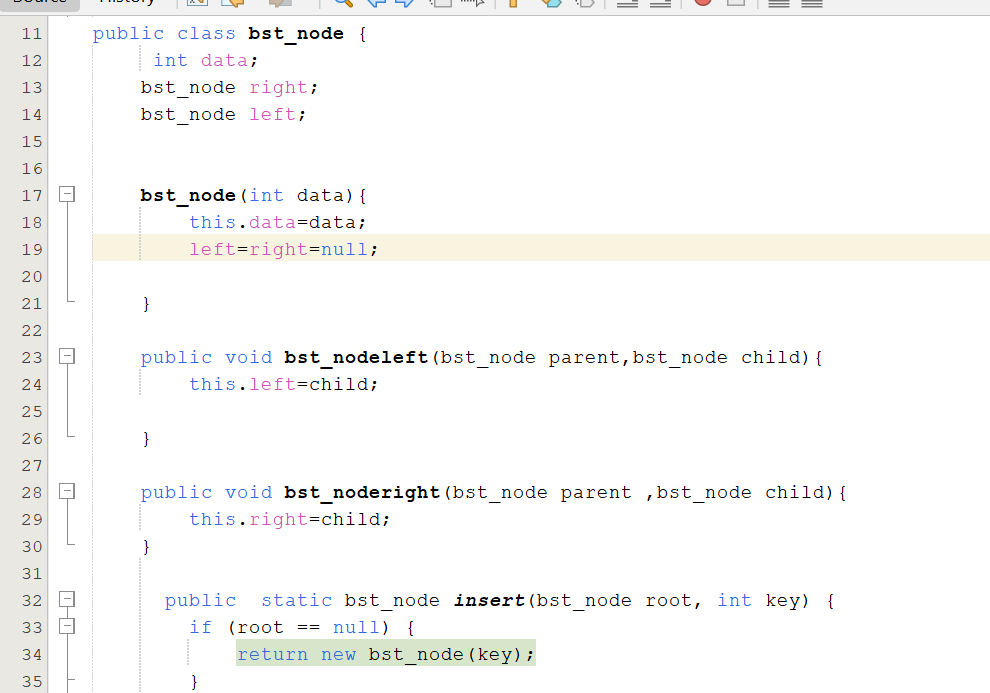 Source History
11 public class bst_node {
12 int data;
13 bst_node right;
14 bst_node left;
15
16
17 bst_node(int data){
18 this.data=data;
19 left=right=null;
20
21 }
22
23 public void bst_nodeleft(bst_node parent,bst_node child){
24 this.left=child;
25
26 }
27
28 public void bst_noderight(bst_node parent ,bst_node child){
29 this.right=child;
30 }
31
32 public  static bst_node insert(bst_node root, int key) {
33 if (root == null) {
34 return new bst_node(key);
35 }